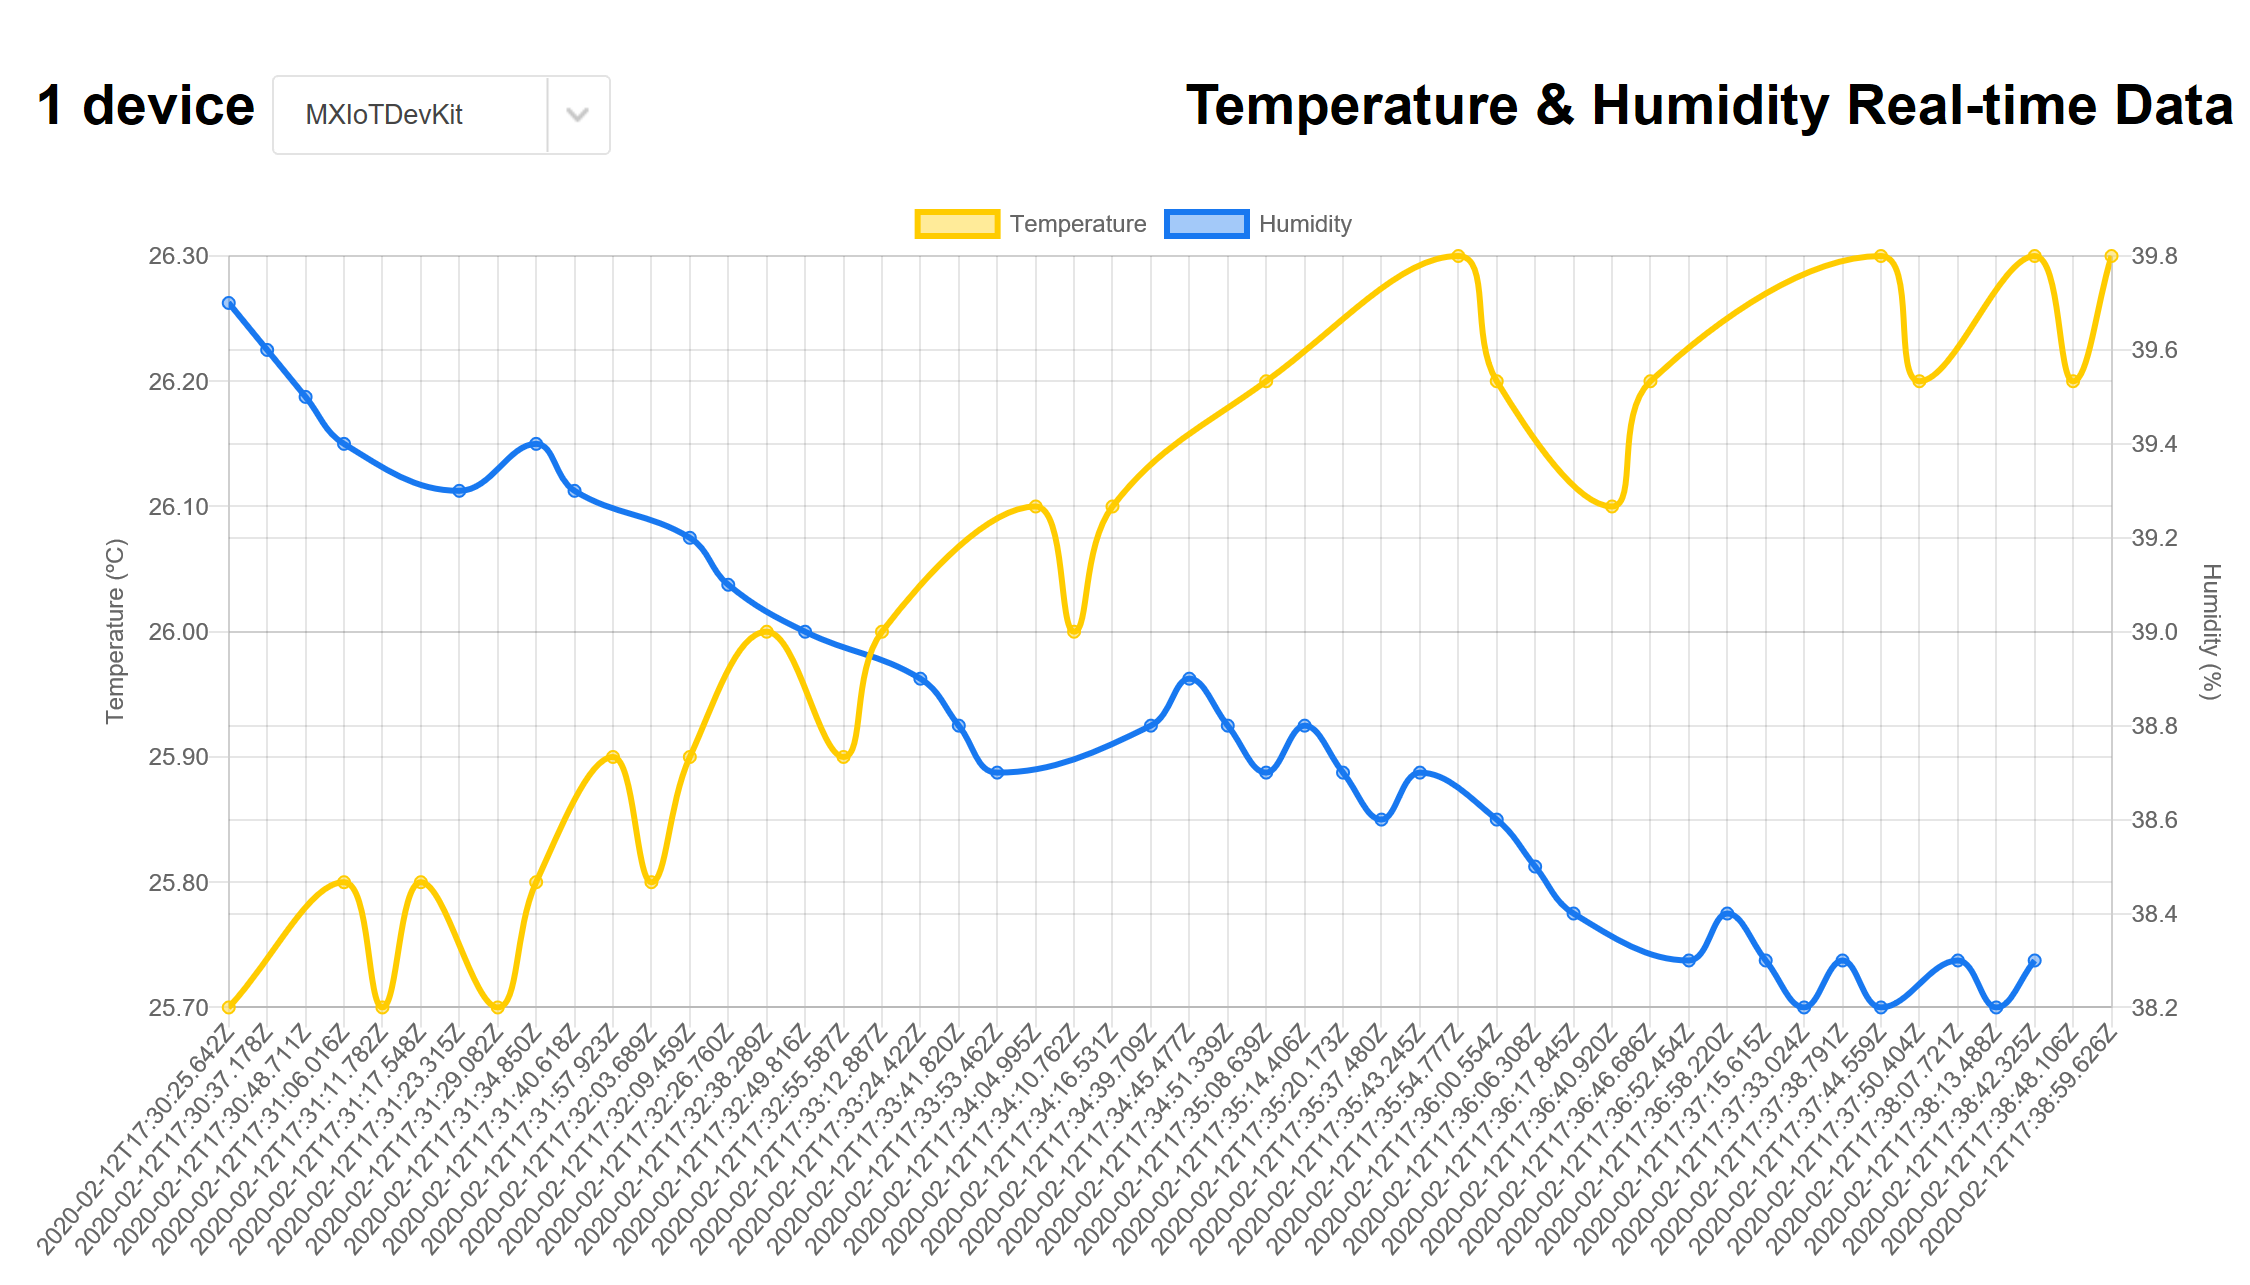 1 device
MXIoTDevKit
Temperature & Humidity Real-time Data
Temperature
Humidity
26.30
26.20
26.10
26.00
25.90
25.80
25.70
Temperature (ºC)
39.8
39.6
39.4
39.2
39.0
38.8
38.6
38.4
38.2
Humidity (%)
2020-02-12T17:30:25.642Z
2020-02-12T17:30:37.178Z
2020-02-12T17:30:48.711Z
2020-02-12T17:31:06.016Z
2020-02-12T17:31:11.782Z
2020-02-12T17:31:17.548Z
2020-02-12T17:31:23.315Z
2020-02-12T17:31:29.082Z
2020-02-12T17:31:34.850Z
2020-02-12T17:31:40.618Z
2020-02-12T17:31:57.923Z
2020-02-12T17:32:03.689Z
2020-02-12T17:32:09.459Z
2020-02-12T17:32:26.760Z
2020-02-12T17:32:38.289Z
2020-02-12T17:32:49.816Z
2020-02-12T17:32:55.587Z
2020-02-12T17:33:12.887Z
2020-02-12T17:33:24.422Z
2020-02-12T17:33:41.820Z
2020-02-12T17:33:53.462Z
2020-02-12T17:34:04.995Z
2020-02-12T17:34:10.762Z
2020-02-12T17:34:16.531Z
2020-02-12T17:34:39.709Z
2020-02-12T17:34:45.477Z
2020-02-12T17:34:51.339Z
2020-02-12T17:35:08.639Z
2020-02-12T17:35:14.406Z
2020-02-12T17:35:20.173Z
2020-02-12T17:35:37.480Z
2020-02-12T17:35:43.245Z
2020-02-12T17:35:54.777Z
2020-02-12T17:36:00.554Z
2020-02-12T17:36:06.308Z
2020-02-12T17:36:17.845Z
2020-02-12T17:36:40.920Z
2020-02-12T17:36:46.686Z
2020-02-12T17:36:52.454Z
2020-02-12T17:36:58.220Z
2020-02-12T17:37:15.615Z
2020-02-12T17:37:33.024Z
2020-02-12T17:37:38.791Z
2020-02-12T17:37:44.559Z
2020-02-12T17:37:50.404Z
2020-02-12T17:38:07.721Z
2020-02-12T17:38:13.488Z
2020-02-12T17:38:42.325Z
2020-02-12T17:38:48.106Z
2020-02-12T17:38:59.626Z